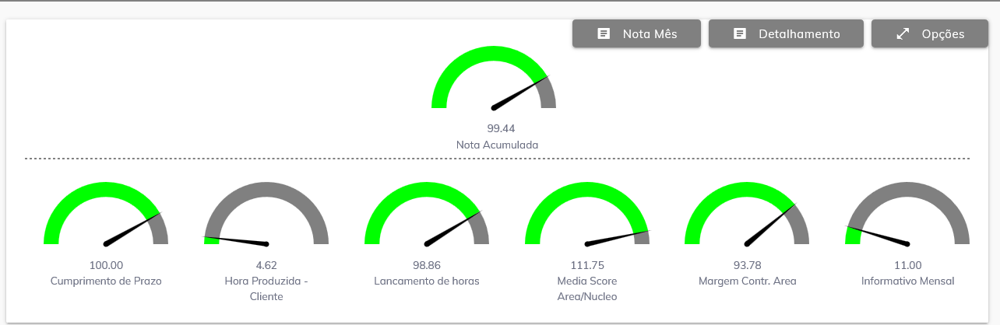 Nota Mês
Detalhamento
Opções
99.44
Nota Acumulada
100.00
Cumprimento de Prazo
4.62
Hora Produzida -
Cliente
98.86
Lancamento de horas
111.75
Media Score
Area/Nucleo
93.78
Margem Contr. Area
11.00
Informativo Mensal